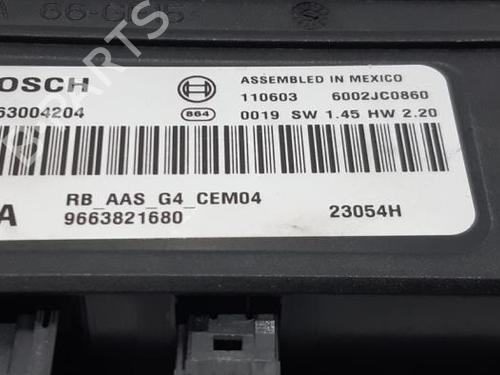 OSCH
ASSEMBLED IN MEXICO
63004204
110603 6002JC0860
864
0019 SW 1.45 HW 2.20
A
RB_AAS_G4_CEM04
9663821680
23054H